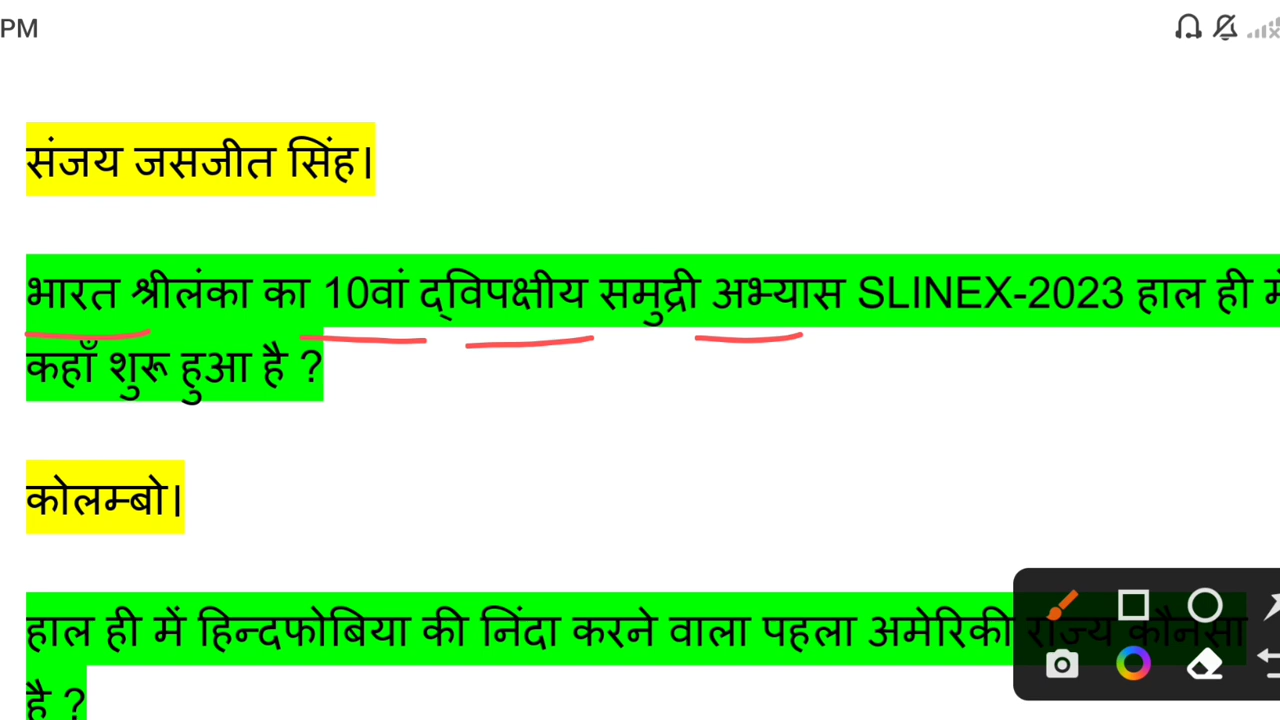 PM
संजय जसजीत सिंह।
भारत श्रीलंका का 10वां द्विपक्षीय समुद्री अभ्यास SLINEX-2023 हाल ही में
कहाँ शुरू हुआ है ?
कोलम्बो।
हाल ही में हिन्दफोबिया की निंदा करने वाला पहला अमेरिकी राज्य कौनसा
है ?